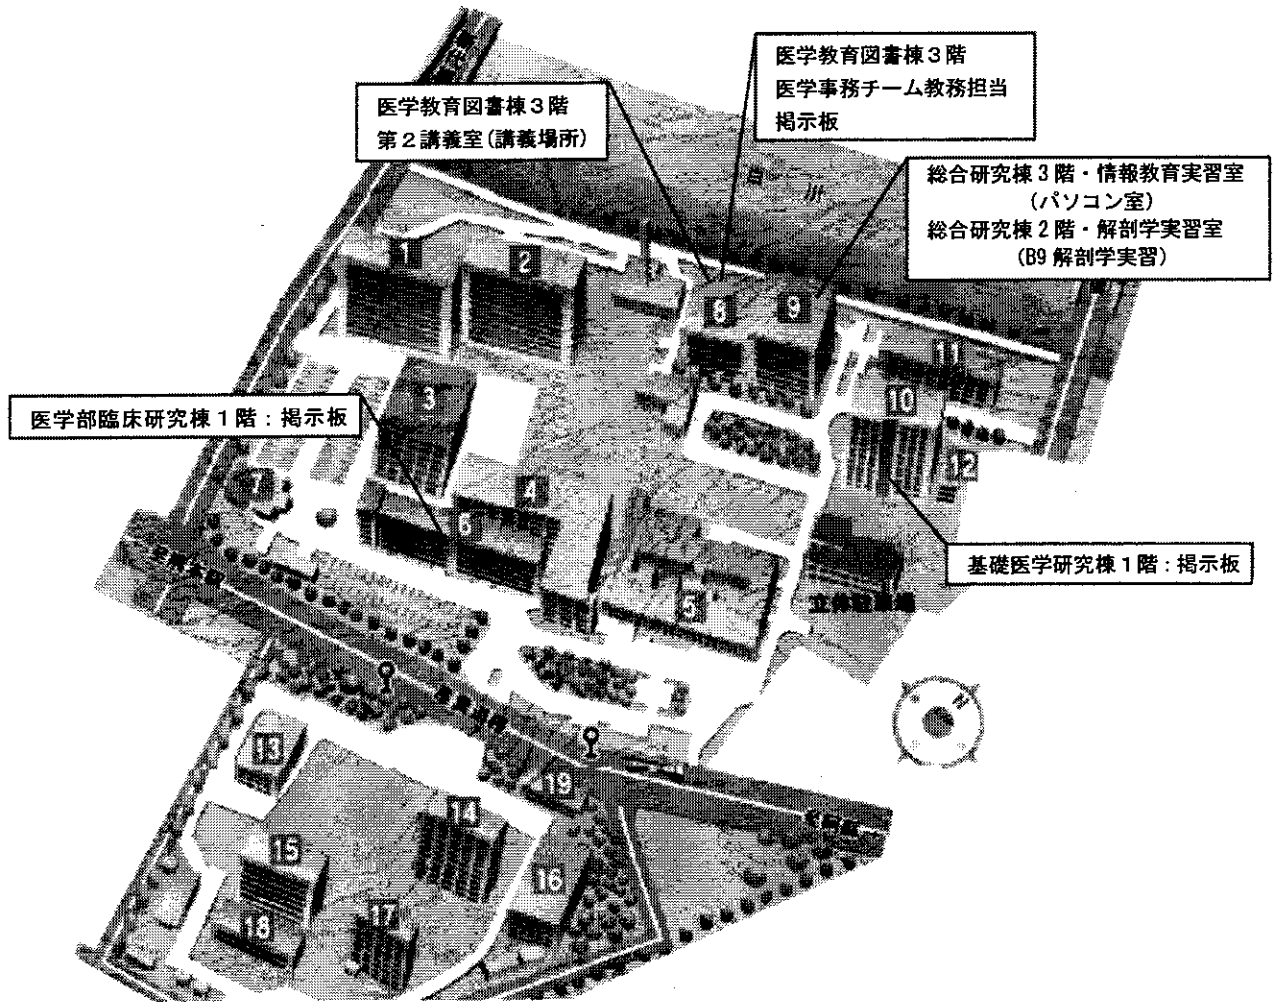 医学教育図書棟3階
医学事務チーム教務担当
掲示板
医学教育図書棟3階
第2講義室(講義場所)
総合研究棟3階・情報教育実習室
(パソコン室)
総合研究棟2階・解剖学実習室
(B9 解剖学実習)
白川
1
2
8
9
11
3
10
医学部臨床研究棟1階:掲示板
7
4
12
6
基礎医学研究棟1階:掲示板
5
立体駐車場
N
13
19
14
15
16
17
18